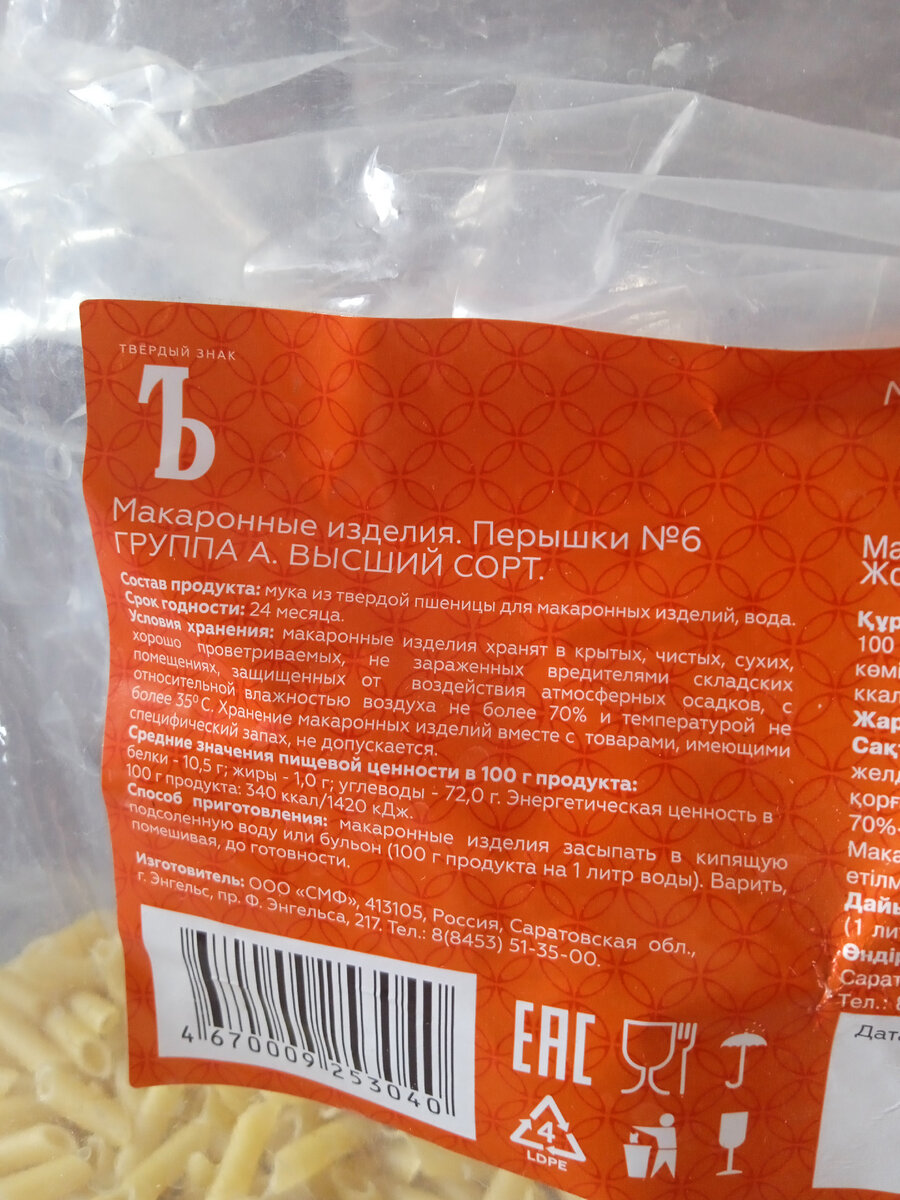 ТВЁРДЫЙ ЗНАК
Ъ
Макаронные изделия. Перышки №6
ГРУППА А. ВЫСШИЙ СОРТ.
Состав продукта: мука из твердой пшеницы для макаронных изделий, вода.
Срок годности: 24 месяца.
Условия хранения: макаронные изделия хранят в крытых, чистых, сухих,
хорошо проветриваемых, не зараженных вредителями складских
помещениях, защищенных от воздействия атмосферных осадков, с
относительной влажностью воздуха не более 70% и температурой не
более 35°С. Хранение макаронных изделий вместе с товарами, имеющими
специфический запах, не допускается.
Средние значения пищевой ценности в 100 г продукта:
белки - 10,5 г; жиры - 1,0 г; углеводы - 72,0 г. Энергетическая ценность в
100 г продукта: 340 ккал/1420 кДж.
Способ приготовления: макаронные изделия засыпать в кипящую
подсоленную воду или бульон (100 г продукта на 1 литр воды). Варить,
помешивая, до готовности.
Изготовитель: ООО «СМФ», 413105, Россия, Саратовская обл.,
г. Энгельс, пр. Ф. Энгельса, 217. Тел.: 8(8453) 51-35-00.
4 670009 253040
EAC
4
LDPE
Ма
Жо
Құр
100
көмі
ккал
Жар
Сақт
желд
қорғ
70%-
Мака
етілм
Дайы
(1 лит
Өндір
Сарат
Тел.: 8
Дата